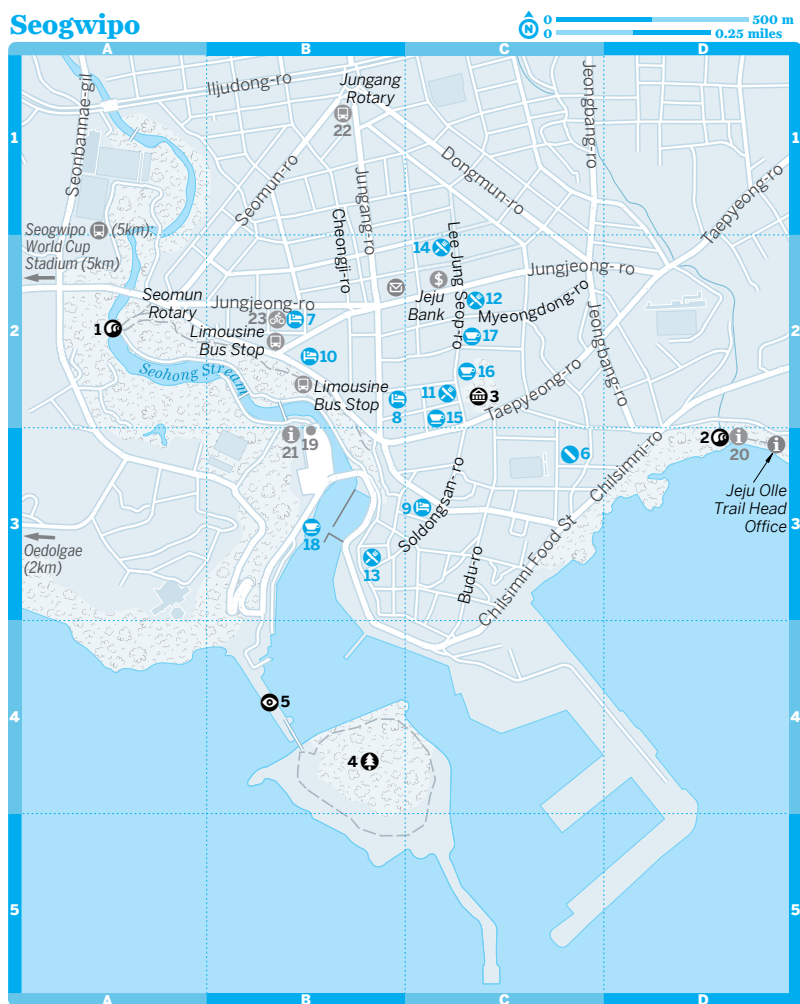 Seogwipo
N
0 500 m
0 0.25 miles
A B C D
1
2
3
4
5
1
2
3
4
5
A B C D
Iljudong-ro
Jungang
Rotary
22
Seonbannae-gil
Seomun-ro
Jungang-ro
Cheongji-ro
Dongmun-ro
Jeongbang-ro
Taepyeong-ro
Seogwipo (5km);
World Cup
Stadium (5km)
14
Lee Jung Seop-ro
Jungjeong-ro
$
Jeju
Bank
12
Myeongdong-ro
Seomun
Rotary
Jungjeong-ro
23
7
1
Limousine
Bus Stop
17
Jeongbang-ro
10
16
Seohong Stream
Limousine
Bus Stop
11
3
8
15
Taepyeong-ro
i
21
19
6
2
i
20
i
Jeju Olle
Trail Head
Office
Chilsimni-ro
Soldongsan-ro
9
18
13
Oedolgae
(2km)
Budu-ro
Chilsimni Food St
5
4